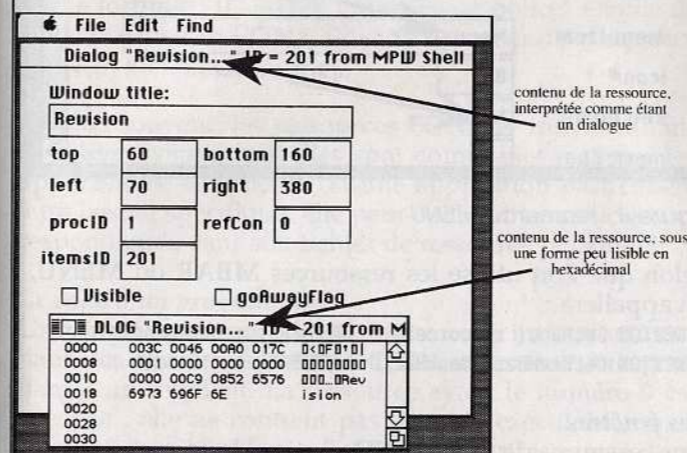 File Edit Find
Dialog "Revision..." ID = 201 from MPW Shell
Window title:
Revision
top 60 bottom 160
left 70 right 380
procID 1 refCon 0
itemsID 201
Visible goAwayFlag
DLOG "Revision..." ID 201 from M
0000 003C 0046 00A0 017C
0008 0001 0000 0000 0000
0010 0000 00C9 0852 6576 Rev
0018 6973 696F 6E ision
0020
0028
0030
contenu de la ressource,
interprétée comme étant
un dialogue
contenu de la ressource, sous
une forme peu lisible en
hexadécimal